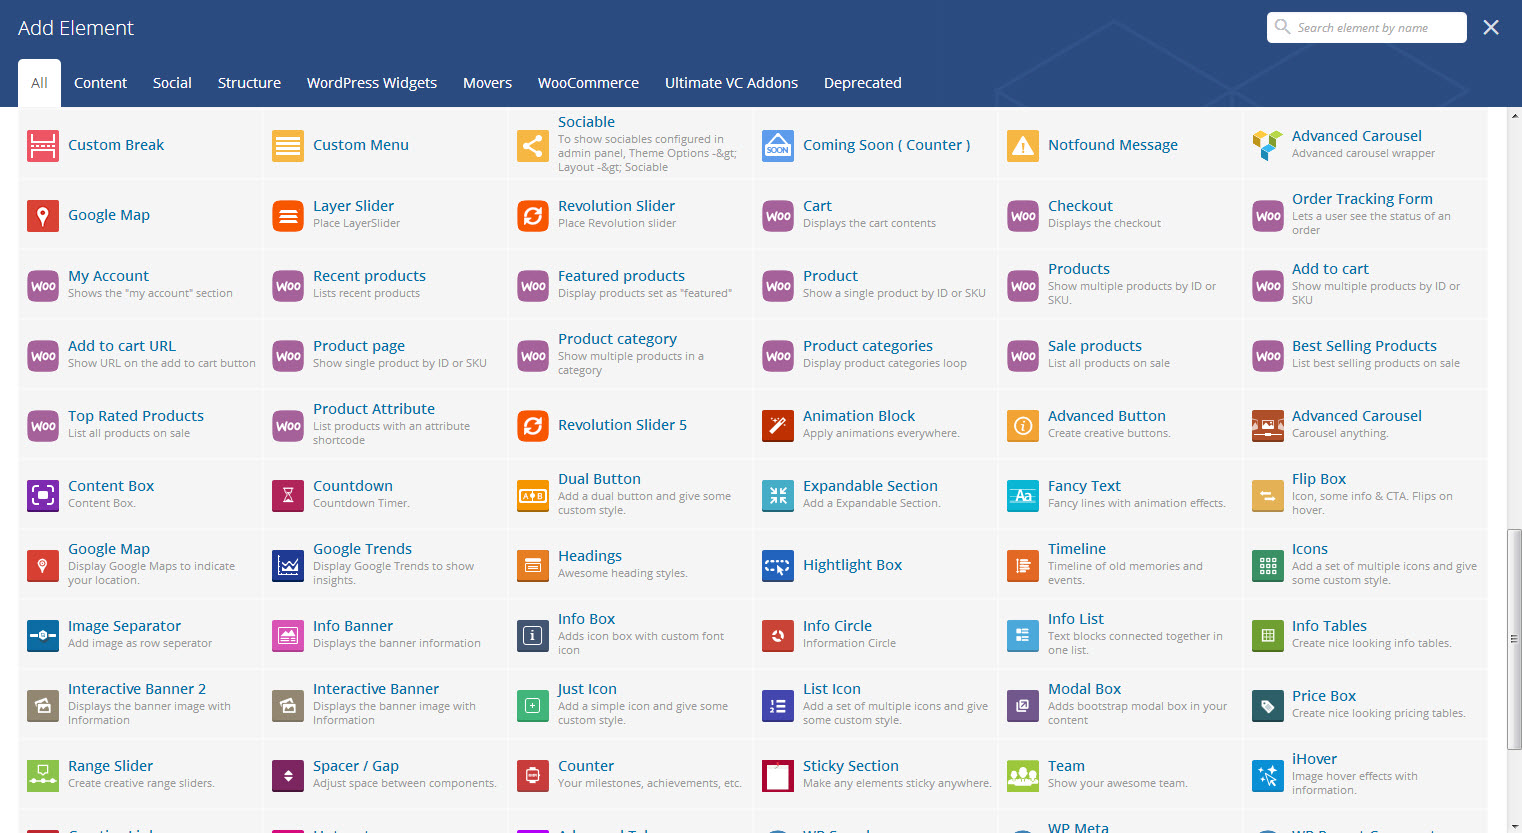 Add Element
Search element by name
All Content Social Structure WordPress Widgets Movers WooCommerce Ultimate VC Addons Deprecated
Custom Break
Custom Menu
Sociable
To show sociables configured in
admin panel, Theme Options -&gt;
Layout -&gt; Sociable
SOON
Coming Soon ( Counter )
Notfound Message
Advanced Carousel
Advanced carousel wrapper
Google Map
Layer Slider
Place LayerSlider
Revolution Slider
Place Revolution slider
Woo
Cart
Displays the cart contents
Woo
Checkout
Displays the checkout
Woo
Order Tracking Form
Lets a user see the status of an
order
Woo
My Account
Shows the "my account" section
Woo
Recent products
Lists recent products
Woo
Featured products
Display products set as "featured"
Woo
Product
Show a single product by ID or SKU
Woo
Products
Show multiple products by ID or
SKU.
Woo
Add to cart
Show multiple products by ID or
SKU
Woo
Add to cart URL
Show URL on the add to cart button
Woo
Product page
Show single product by ID or SKU
Woo
Product category
Show multiple products in a
category
Woo
Product categories
Display product categories loop
Woo
Sale products
List all products on sale
Woo
Best Selling Products
List best selling products on sale
Woo
Top Rated Products
List all products on sale
Woo
Product Attribute
List products with an attribute
shortcode
Revolution Slider 5
Animation Block
Apply animations everywhere.
Advanced Button
Create creative buttons.
Advanced Carousel
Carousel anything.
Content Box
Content Box.
Countdown
Countdown Timer.
A B
Dual Button
Add a dual button and give some
custom style.
Expandable Section
Add a Expandable Section.
Aa
Fancy Text
Fancy lines with animation effects.
Flip Box
Icon, some info & CTA. Flips on
hover.
Google Map
Display Google Maps to indicate
your location.
Google Trends
Display Google Trends to show
insights.
Headings
Awesome heading styles.
Hightlight Box
Timeline
Timeline of old memories and
events.
Icons
Add a set of multiple icons and give
some custom style.
Image Separator
Add image as row seperator
Info Banner
Displays the banner information
Info Box
Adds icon box with custom font
icon
Info Circle
Information Circle
Info List
Text blocks connected together in
one list.
Info Tables
Create nice looking info tables.
Interactive Banner 2
Displays the banner image with
Information
Interactive Banner
Displays the banner image with
Information
Just Icon
Add a simple icon and give some
custom style.
List Icon
Add a set of multiple icons and give
some custom style.
Modal Box
Adds bootstrap modal box in your
content
Price Box
Create nice looking pricing tables.
Range Slider
Create creative range sliders.
Spacer / Gap
Adjust space between components.
Counter
Your milestones, achievements, etc.
Sticky Section
Make any elements sticky anywhere.
Team
Show your awesome team.
iHover
Image hover effects with
information.
WP Meta